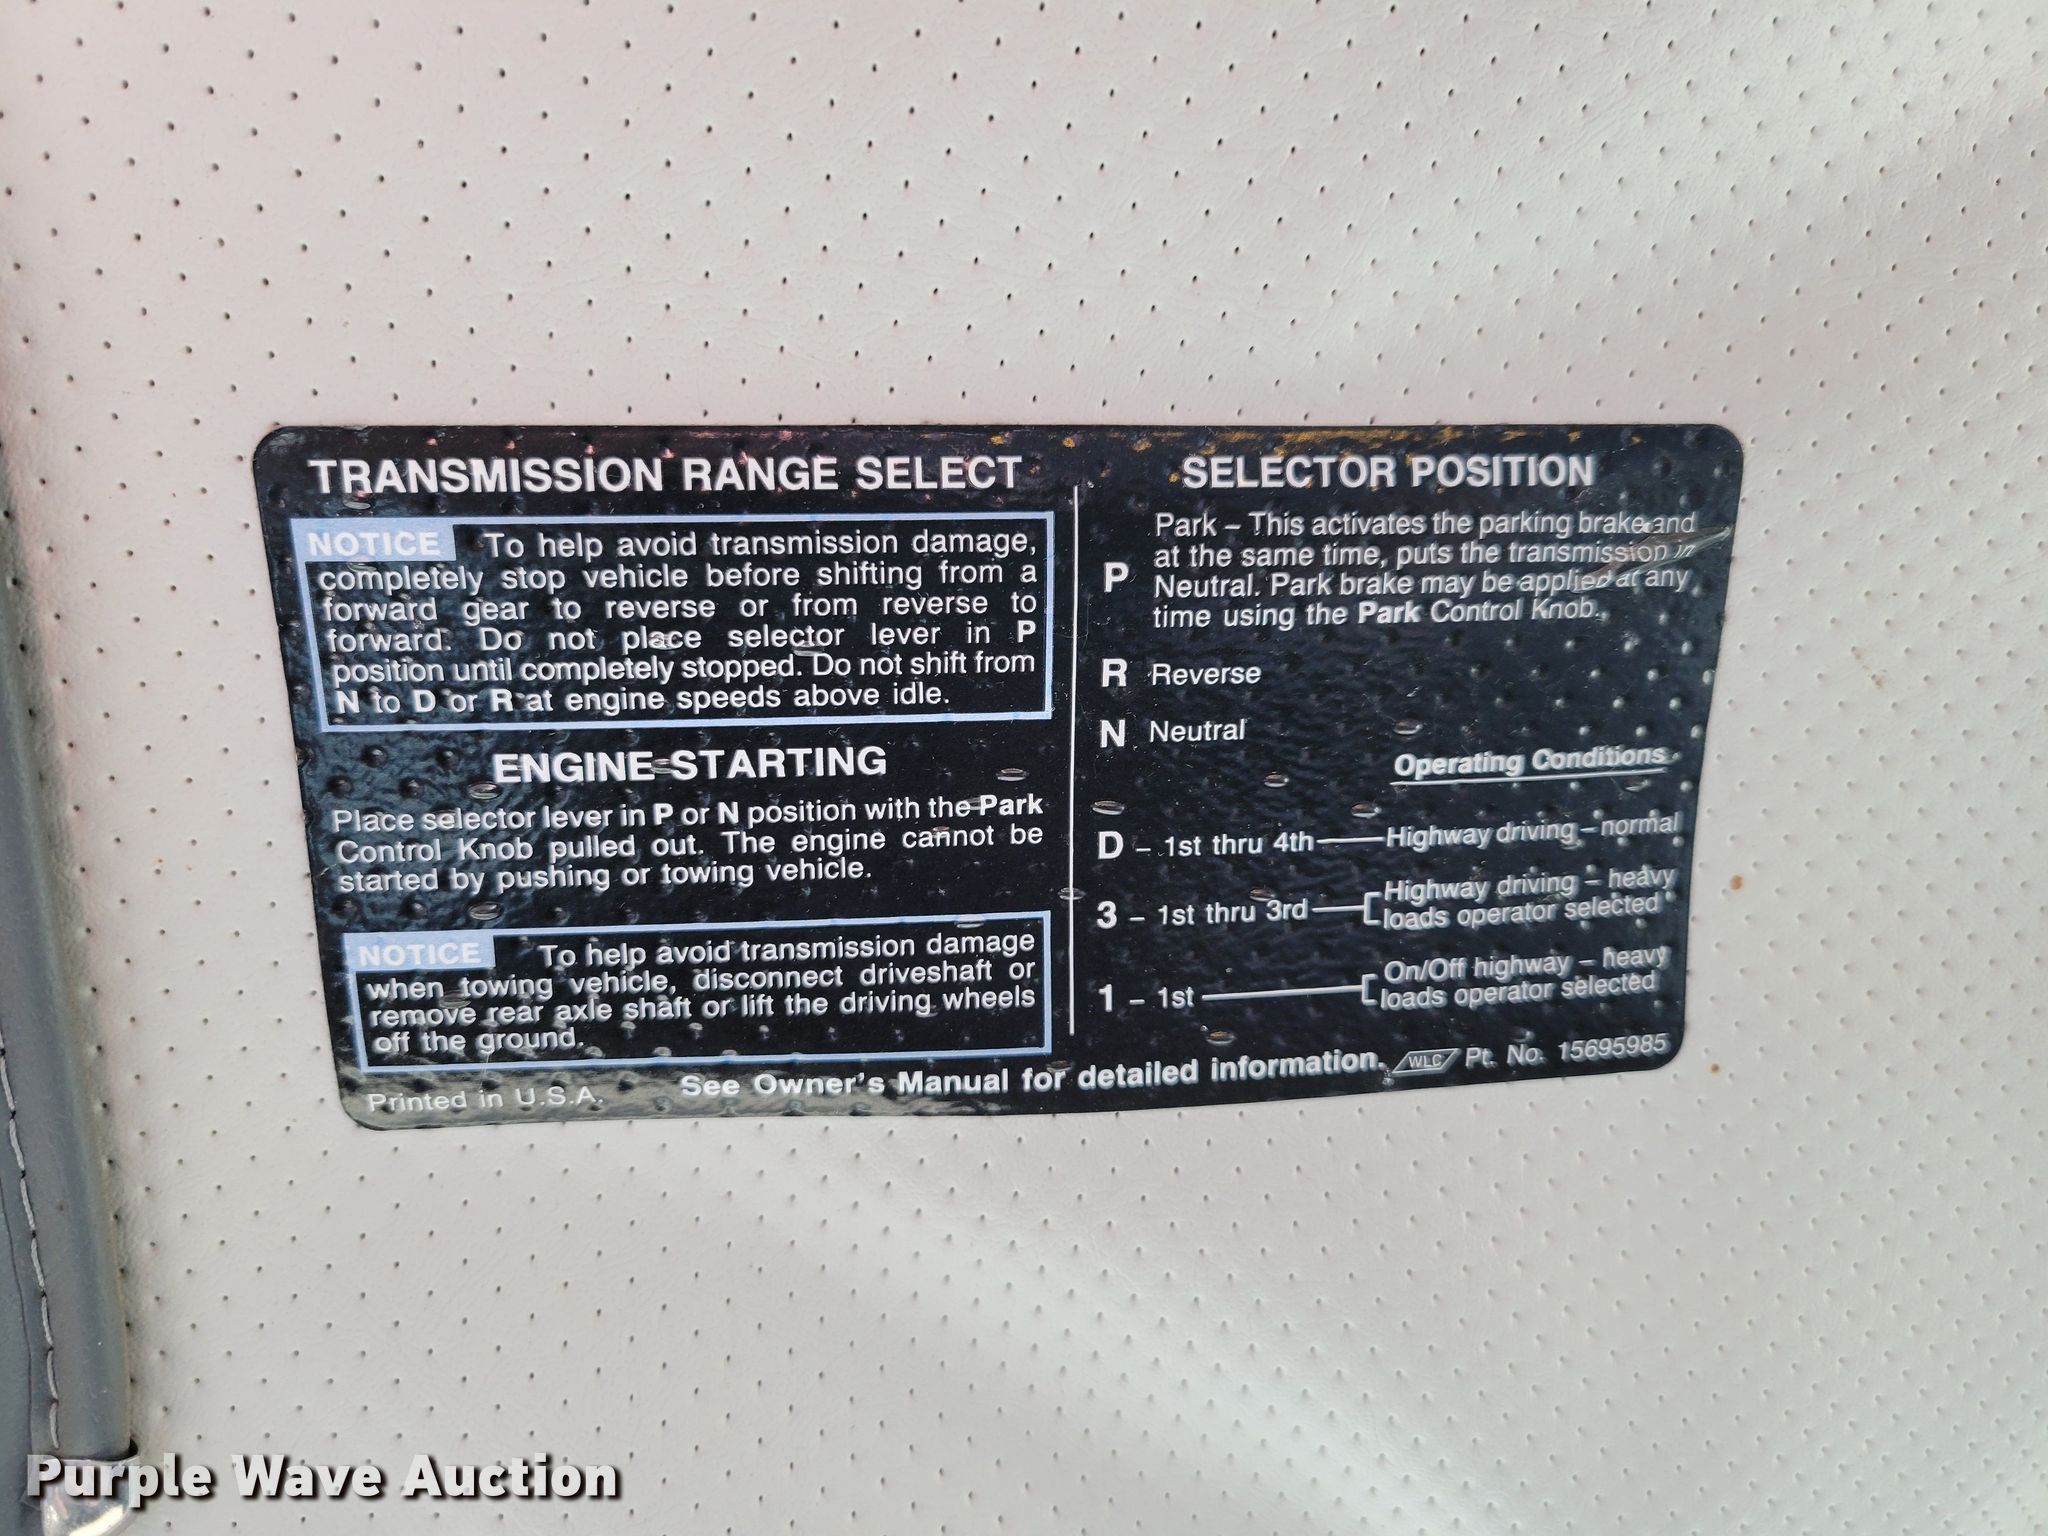 TRANSMISSION RANGE SELECT
NOTICE To help avoid transmission damage,
completely stop vehicle before shifting from a
forward gear to reverse or from reverse to
forward. Do not place selector lever in P
position until completely stopped. Do not shift from
N to D or R at engine speeds above idle.
ENGINE STARTING
Place selector lever in P or N position with the Park
Control Knob pulled out. The engine cannot be
started by pushing or towing vehicle.
NOTICE To help avoid transmission damage
when towing vehicle, disconnect driveshaft or
remove rear axle shaft or lift the driving wheels
off the ground.
Printed in U.S.A.
SELECTOR POSITION
P Park – This activates the parking brake and
at the same time, puts the transmission in
Neutral. Park brake may be applied at any
time using the Park Control Knob.
R Reverse
N Neutral
Operating Conditions
D – 1st thru 4th — Highway driving – normal
3 – 1st thru 3rd — Highway driving – heavy
loads operator selected
1 – 1st — On/Off highway – heavy
loads operator selected
See Owner's Manual for detailed information. WLC Pt. No. 15695985
Purple Wave Auction